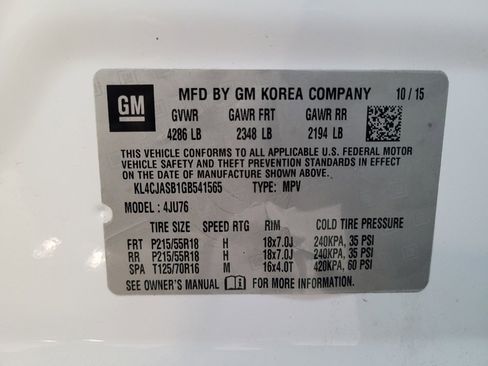 GM
MFD BY GM KOREA COMPANY 10 / 15
GVWR GAWR FRT GAWR RR
4286 LB 2348 LB 2194 LB
THIS VEHICLE CONFORMS TO ALL APPLICABLE U.S. FEDERAL MOTOR
VEHICLE SAFETY AND THEFT PREVENTION STANDARDS IN EFFECT
ON THE DATE OF MANUFACTURE SHOWN ABOVE.
KL4CJASB1GB541565 TYPE: MPV
MODEL : 4JU76
TIRE SIZE SPEED RTG RIM COLD TIRE PRESSURE
FRT P215/55R18 H 18x7.0J 240KPA, 35 PSI
RR P215/55R18 H 18x7.0J 240KPA, 35 PSI
SPA T125/70R16 M 16x4.0T 420KPA, 60 PSI
SEE OWNER'S MANUAL FOR MORE INFORMATION.